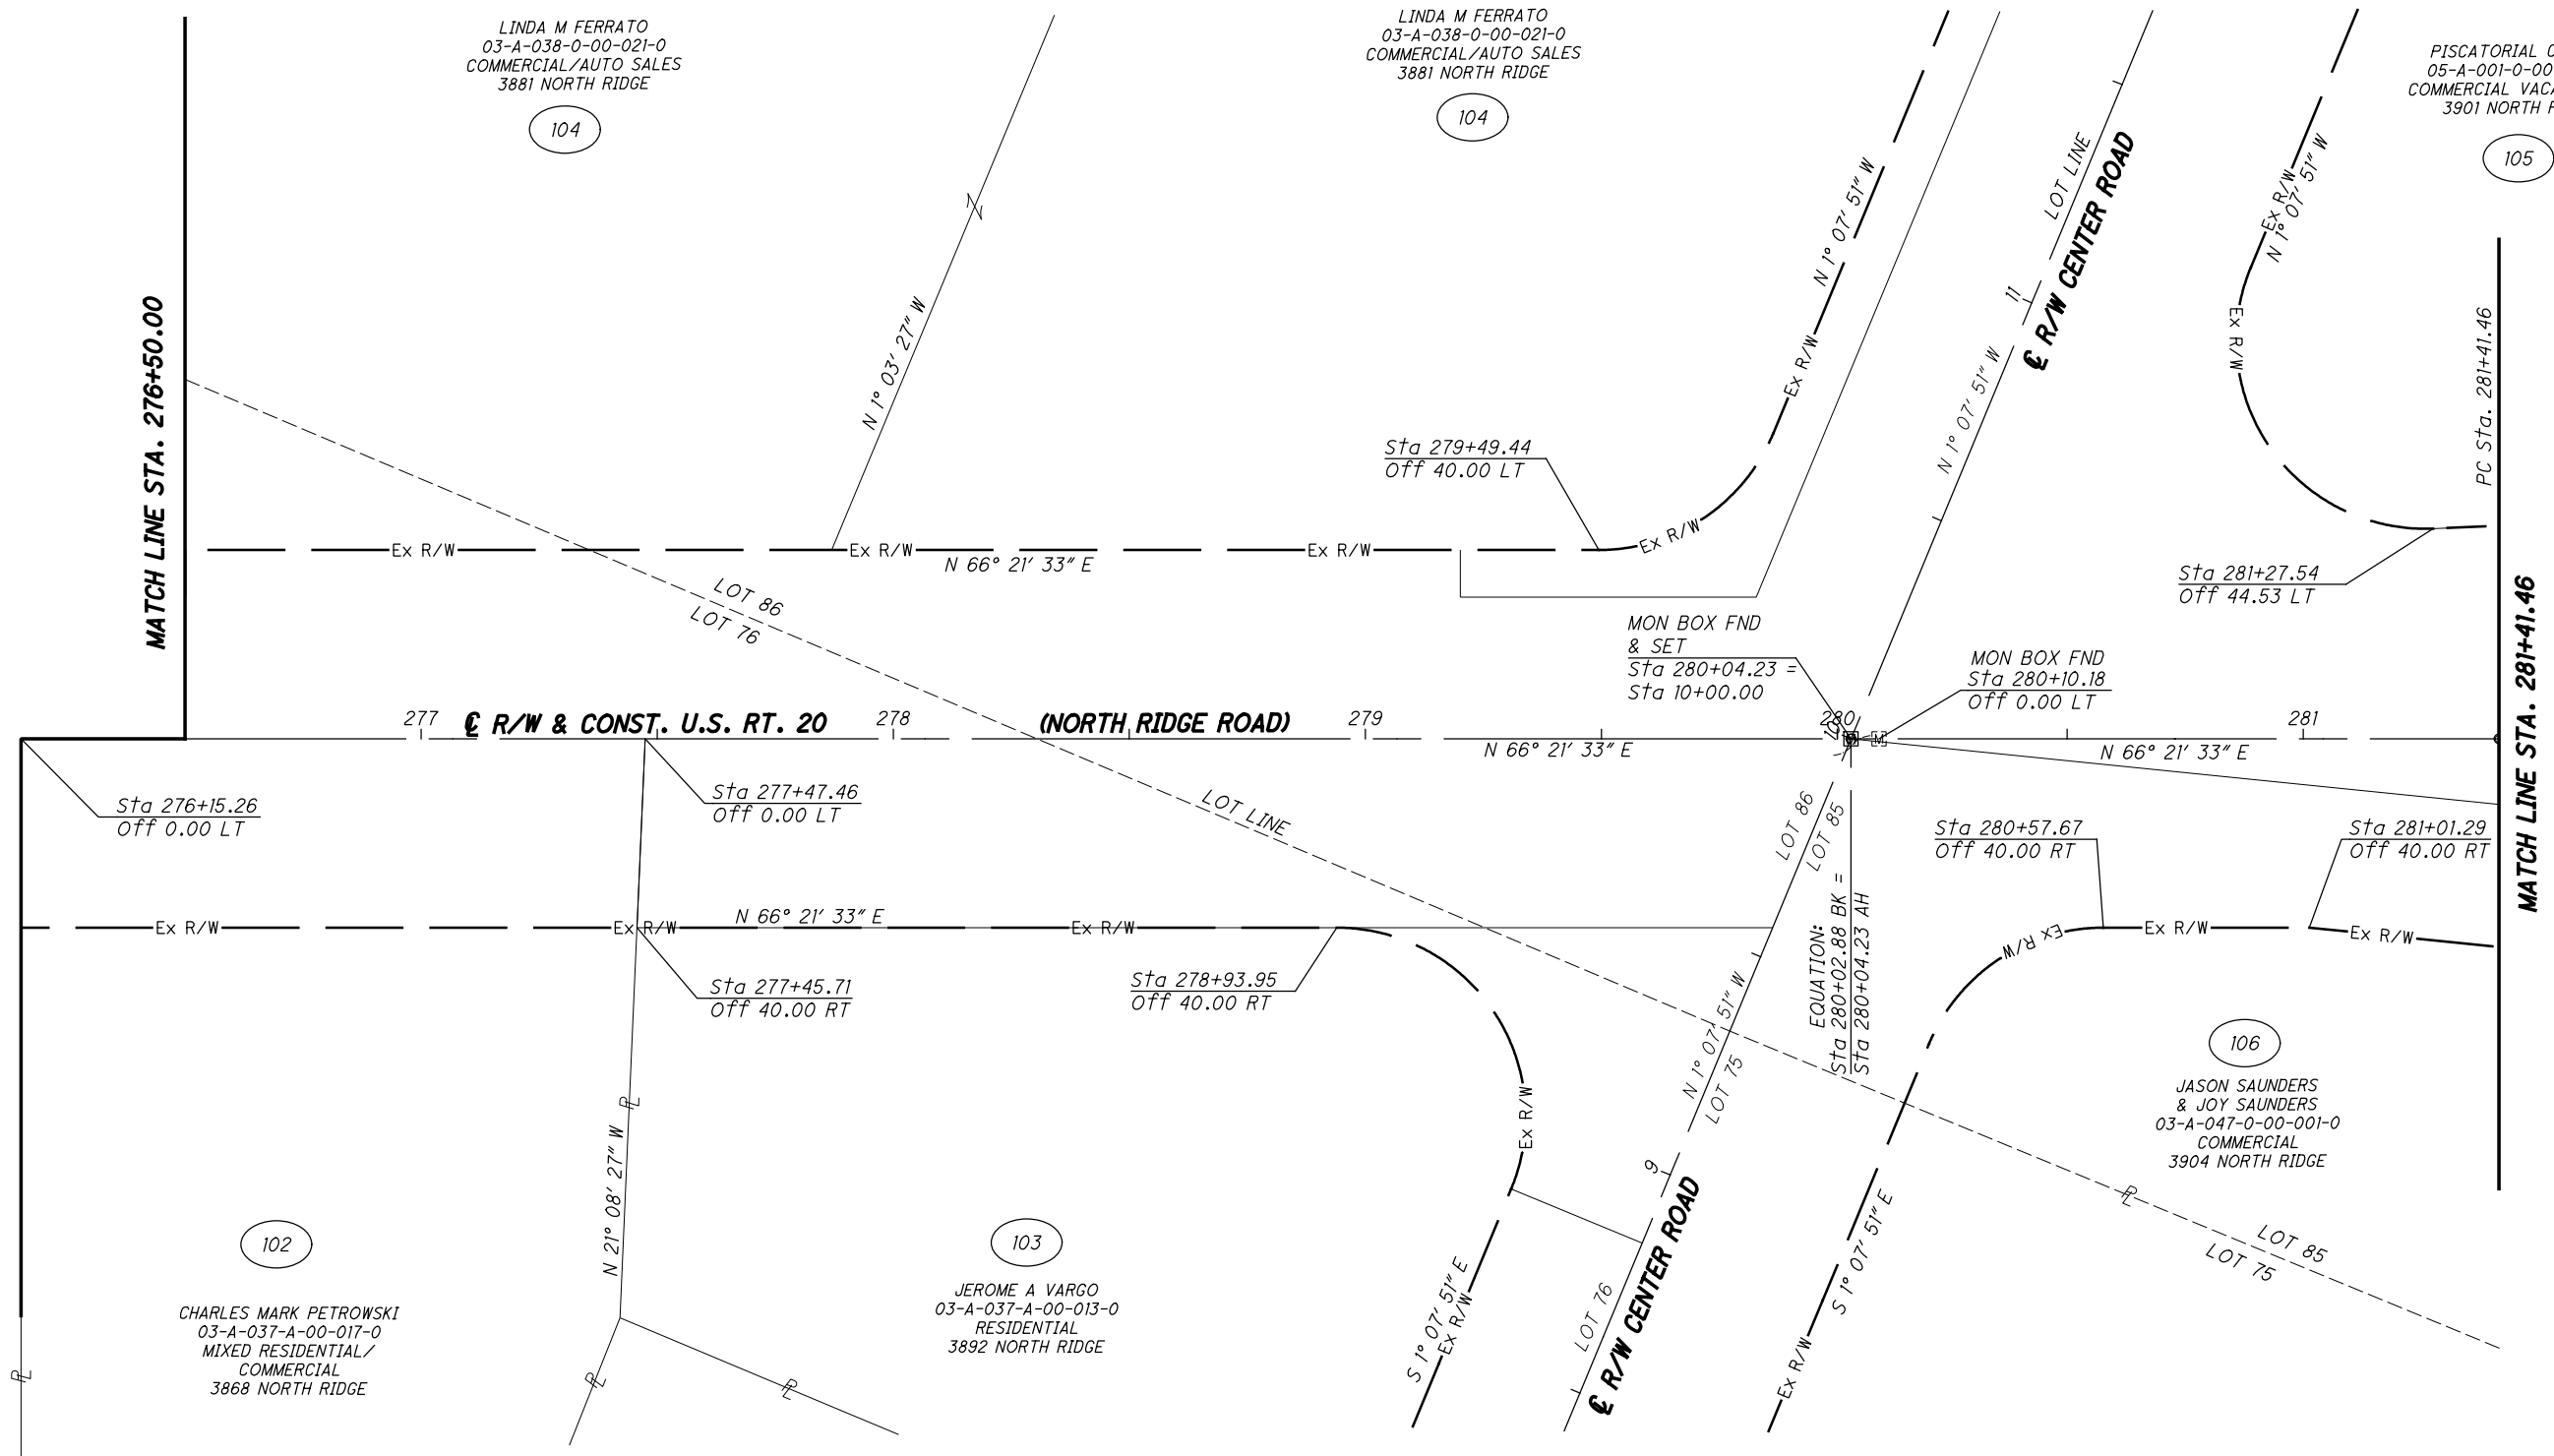 LINDA M FERRATO
03-A-038-0-00-021-0
COMMERCIAL/AUTO SALES
3881 NORTH RIDGE
104
LINDA M FERRATO
03-A-038-0-00-021-0
COMMERCIAL/AUTO SALES
3881 NORTH RIDGE
104
PISCATORIAL
05-A-001-0-00
COMMERCIAL
3901 NORTH
105
MATCH LINE STA. 276+50.00
N 1° 03' 27" W
N 1° 07' 51" W
Ex R/W
LOT LINE
℄ R/W CENTER ROAD
11
N 1° 07' 51" W
Ex R/W
N 1° 07' 51" W
Ex R/W
PC Sta. 281+41.46
Sta 279+49.44
Off 40.00 LT
Ex R/W
Ex R/W
Ex R/W
Ex R/W
N 66° 21' 33" E
Sta 281+27.54
Off 44.53 LT
LOT 86
LOT 76
MON BOX FND
& SET
Sta 280+04.23 =
Sta 10+00.00
MON BOX FND
Sta 280+10.18
Off 0.00 LT
MATCH LINE STA. 281+41.46
277
℄ R/W & CONST. U.S. RT. 20
278
(NORTH RIDGE ROAD)
279
280
10
M
281
N 66° 21' 33" E
N 66° 21' 33" E
Sta 276+15.26
Off 0.00 LT
Sta 277+47.46
Off 0.00 LT
LOT LINE
LOT 86
LOT 85
Sta 280+57.67
Off 40.00 RT
Sta 281+01.29
Off 40.00 RT
EQUATION:
Sta 280+02.88 BK =
Sta 280+04.23 AH
Ex R/W
Ex R/W
N 66° 21' 33" E
Ex R/W
Ex R/W
Ex R/W
Ex R/W
Sta 277+45.71
Off 40.00 RT
Sta 278+93.95
Off 40.00 RT
N 1° 07' 51" W
LOT 75
Ex R/W
106
JASON SAUNDERS
& JOY SAUNDERS
03-A-047-0-00-001-0
COMMERCIAL
3904 NORTH RIDGE
PL
N 21° 08' 27" W
9
℄ R/W CENTER ROAD
LOT 76
S 1° 07' 51" E
Ex R/W
S 1° 07' 51" E
Ex R/W
PL
LOT 85
LOT 75
102
CHARLES MARK PETROWSKI
03-A-037-A-00-017-0
MIXED RESIDENTIAL/
COMMERCIAL
3868 NORTH RIDGE
103
JEROME A VARGO
03-A-037-A-00-013-0
RESIDENTIAL
3892 NORTH RIDGE
PL
PL
PL